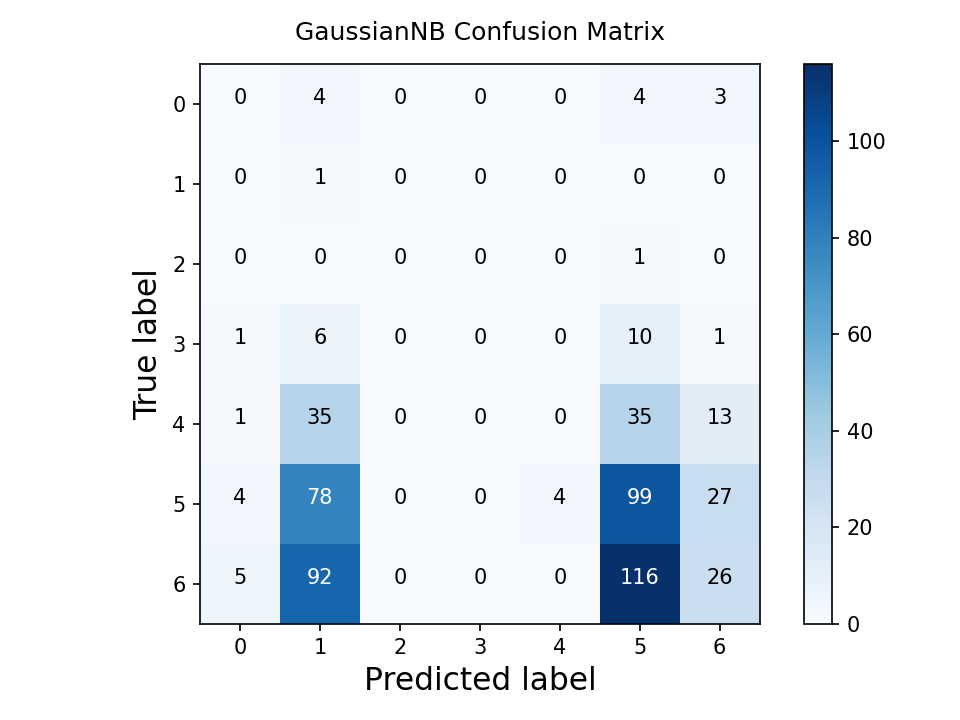 GaussianNB Confusion Matrix
True label
0 0 4 0 0 0 4 3
1 0 1 0 0 0 0 0
2 0 0 0 0 0 1 0
3 1 6 0 0 0 10 1
4 1 35 0 0 0 35 13
5 4 78 0 0 4 99 27
6 5 92 0 0 0 116 26
0 1 2 3 4 5 6
Predicted label
100
80
60
40
20
0